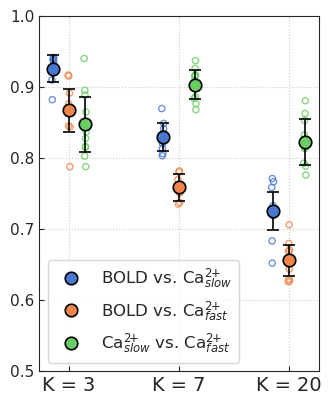 1.0
0.9
0.8
0.7
0.6
0.5
BOLD vs. Ca²⁺slow
BOLD vs. Ca²⁺fast
Ca²⁺slow vs. Ca²⁺fast
K = 3 K = 7 K = 20